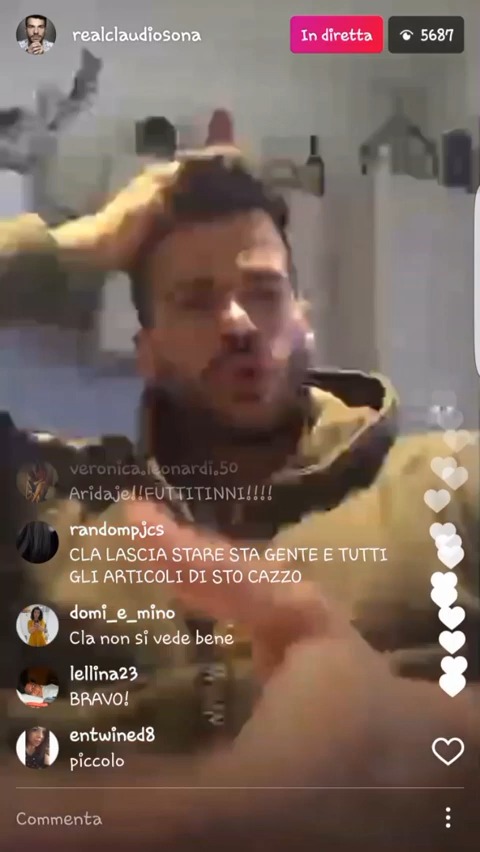 realclaudiosona
In diretta
5687
veronica.leonardi.50
Aridaje!!FUTTITINNI!!!!
randompjcs
CLA LASCIA STARE STA GENTE E TUTTI
GLI ARTICOLI DI STO CAZZO
domi_e_mino
Cla non si vede bene
lellina23
BRAVO!
entwined8
piccolo
Commenta